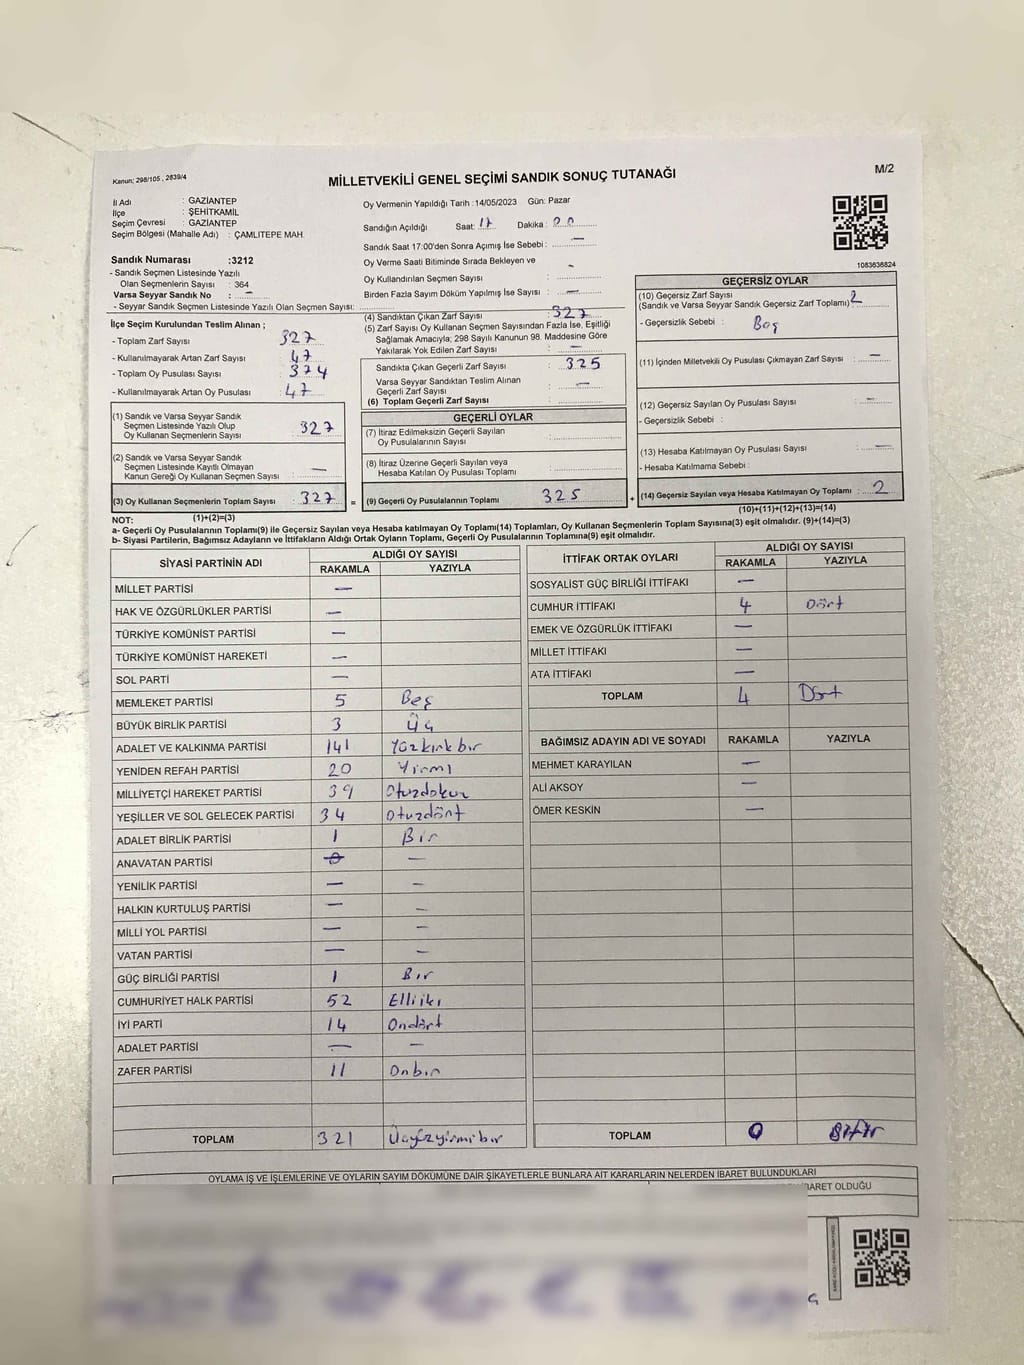 Kanun; 298/105 , 2839/4
MİLLETVEKİLİ GENEL SEÇİMİ SANDIK SONUÇ TUTANAĞI
M/2
İl Adı : GAZİANTEP
İlçe : ŞEHİTKAMİL
Seçim Çevresi : GAZİANTEP
Seçim Bölgesi (Mahalle Adı) : ÇAMLITEPE MAH.
Sandık Numarası :3212
- Sandık Seçmen Listesinde Yazılı
Olan Seçmenlerin Sayısı : 364
Varsa Seyyar Sandık No : —
- Seyyar Sandık Seçmen Listesinde Yazılı Olan Seçmen Sayısı:
Oy Vermenin Yapıldığı Tarih :14/05/2023 Gün: Pazar
Sandığın Açıldığı Saat: 17 Dakika :
Sandık Saat 17:00'den Sonra Açımış İse Sebebi : —
Oy Verme Saati Bitiminde Sırada Bekleyen ve
Oy Kullandırılan Seçmen Sayısı : -
Birden Fazla Sayım Döküm Yapılmış İse Sayısı : —
1083636824
İlçe Seçim Kurulundan Teslim Alınan ;
- Toplam Zarf Sayısı 327
- Kullanılmayarak Artan Zarf Sayısı 47
- Toplam Oy Pusulası Sayısı 374
- Kullanılmayarak Artan Oy Pusulası 47
(1) Sandık ve Varsa Seyyar Sandık
Seçmen Listesinde Yazılı Olup
Oy Kullanan Seçmenlerin Sayısı 327
(2) Sandık ve Varsa Seyyar Sandık
Seçmen Listesinde Kayıtlı Olmayan
Kanun Gereği Oy Kullanan Seçmen Sayısı : —
(3) Oy Kullanan Seçmenlerin Toplam Sayısı : 327 =
(1)+(2)=(3)
(4) Sandıktan Çıkan Zarf Sayısı : 327
(5) Zarf Sayısı Oy Kullanan Seçmen Sayısından Fazla İse, Eşitliği
Sağlamak Amacıyla; 298 Sayılı Kanunun 98. Maddesine Göre
Yakılarak Yok Edilen Zarf Sayısı : —
Sandıkta Çıkan Geçerli Zarf Sayısı : 325
Varsa Seyyar Sandıktan Teslim Alınan
Geçerli Zarf Sayısı : —
(6) Toplam Geçerli Zarf Sayısı :
GEÇERLİ OYLAR
(7) İtiraz Edilmeksizin Geçerli Sayılan
Oy Pusulalarının Sayısı :
(8) İtiraz Üzerine Geçerli Sayılan veya
Hesaba Katılan Oy Pusulası Toplamı :
(9) Geçerli Oy Pusulalarının Toplamı 325 +
GEÇERSİZ OYLAR
(10) Geçersiz Zarf Sayısı
(Sandık ve Varsa Seyyar Sandık Geçersiz Zarf Toplamı) : 2
- Geçersizlik Sebebi : Boş
(11) İçinden Milletvekili Oy Pusulası Çıkmayan Zarf Sayısı : —
(12) Geçersiz Sayılan Oy Pusulası Sayısı : —
- Geçersizlik Sebebi :
(13) Hesaba Katılmayan Oy Pusulası Sayısı : —
- Hesaba Katılmama Sebebi :
(14) Geçersiz Sayılan veya Hesaba Katılmayan Oy Toplamı : 2
(10)+(11)+(12)+(13)=(14)
NOT:
a- Geçerli Oy Pusulasının Toplamı(9) ile Geçersiz Sayılan veya Hesaba katılmayan Oy Toplamı(14) Toplamları, Oy Kullanan Seçmenlerin Toplam Sayısına(3) eşit olmalıdır. (9)+(14)=(3)
b- Siyasi Partilerin, Bağımsız Adayların ve İttifakların Aldığı Ortak Oyların Toplamı, Geçerli Oy Pusulalarının Toplamına(9) eşit olmalıdır.
SİYASİ PARTİNİN ADI ALDIĞI OY SAYISI
RAKAMLA YAZIYLA
MİLLET PARTİSİ —
HAK VE ÖZGÜRLÜKLER PARTİSİ —
TÜRKİYE KOMÜNİST PARTİSİ —
TÜRKİYE KOMÜNİST HAREKETİ —
SOL PARTİ —
MEMLEKET PARTİSİ 5 Beş
BÜYÜK BİRLİK PARTİSİ 3 Üç
ADALET VE KALKINMA PARTİSİ 141 Yüzkırkbir
YENİDEN REFAH PARTİSİ 20 Yirmi
MİLLİYETÇİ HAREKET PARTİSİ 39 Otuzdokuz
YEŞİLLER VE SOL GELECEK PARTİSİ 34 Otuzdört
ADALET BİRLİK PARTİSİ 1 Bir
ANAVATAN PARTİSİ —
YENİLİK PARTİSİ — —
HALKIN KURTULUŞ PARTİSİ — —
MİLLİ YOL PARTİSİ — —
VATAN PARTİSİ — —
GÜÇ BİRLİĞİ PARTİSİ 1 Bir
CUMHURİYET HALK PARTİSİ 52 Elliiki
İYİ PARTİ 14 Ondört
ADALET PARTİSİ — —
ZAFER PARTİSİ 11 Onbir
TOPLAM 321 Üçyüzyirmibir
İTTİFAK ORTAK OYLARI ALDIĞI OY SAYISI
RAKAMLA YAZIYLA
SOSYALİST GÜÇ BİRLİĞİ İTTİFAKI —
CUMHUR İTTİFAKI 4 Dört
EMEK VE ÖZGÜRLÜK İTTİFAKI —
MİLLET İTTİFAKI —
ATA İTTİFAKI —
TOPLAM 4 Dört
BAĞIMSIZ ADAYIN ADI VE SOYADI RAKAMLA YAZIYLA
MEHMET KARAYILAN —
ALİ AKSOY —
ÖMER KESKİN —
TOPLAM 0 Sıfır
OYLAMA İŞ VE İŞLEMLERİNE VE OYLARIN SAYIM DÖKÜMÜNE DAİR ŞİKAYETLERLE BUNLARA AİT KARARLARIN NELERDEN İBARET BULUNDUKLARI
BARET OLDUĞU